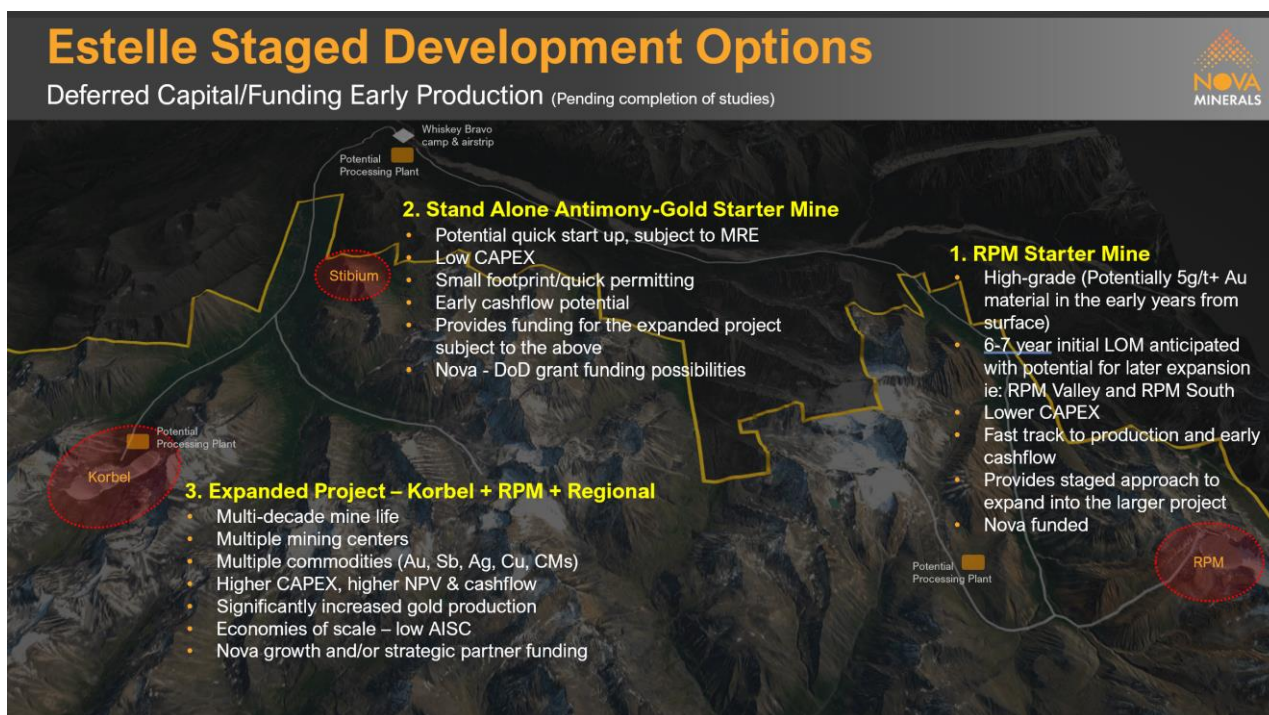 Estelle Staged Development Options
Deferred Capital/Funding Early Production (Pending completion of studies)
NOVA
MINERALS
Whiskey Bravo
camp & airstrip
Potential
Processing Plant
2. Stand Alone Antimony-Gold Starter Mine
• Potential quick start up, subject to MRE
• Low CAPEX
• Small footprint/quick permitting
• Early cashflow potential
• Provides funding for the expanded project
subject to the above
• Nova - DoD grant funding possibilities
Stibium
1. RPM Starter Mine
• High-grade (Potentially 5g/t+ Au
material in the early years from
surface)
• 6-7 year initial LOM anticipated
with potential for later expansion
ie: RPM Valley and RPM South
• Lower CAPEX
• Fast track to production and early
cashflow
• Provides staged approach to
expand into the larger project
• Nova funded
Potential
Processing Plant
Korbel
3. Expanded Project – Korbel + RPM + Regional
• Multi-decade mine life
• Multiple mining centers
• Multiple commodities (Au, Sb, Ag, Cu, CMs)
• Higher CAPEX, higher NPV & cashflow
• Significantly increased gold production
• Economies of scale – low AISC
• Nova growth and/or strategic partner funding
Potential
Processing Plant
RPM